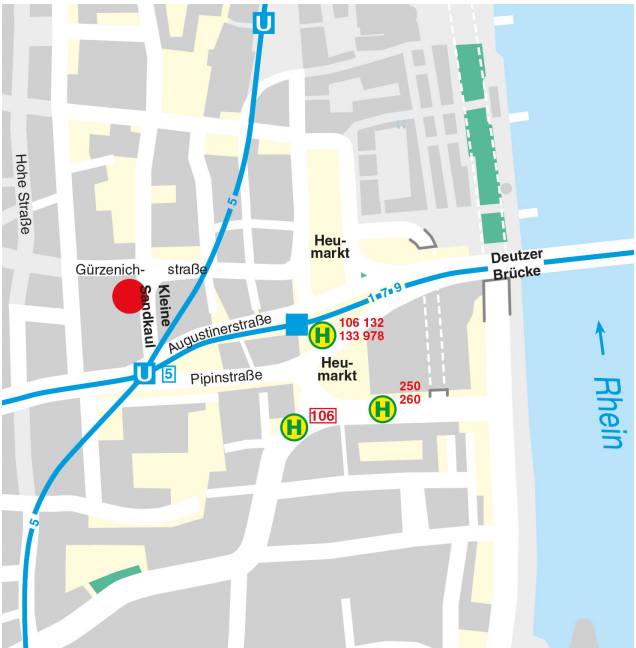 U
Hohe Straße
5
Heu-
markt
Gürzenich-straße
Deutzer
Brücke
Kleine
Sandkaul
1 7 9
Augustinerstraße
H
106 132
133 978
Heu-
markt
U
5
Pipinstraße
250
260
H
106
H
Rhein
5